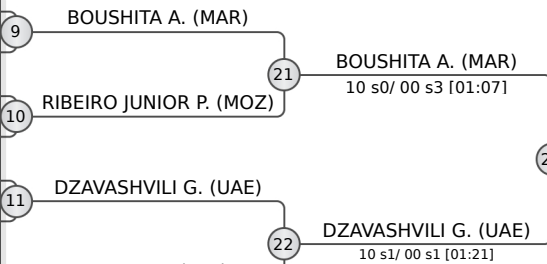 BOUSHITA A. (MAR)
9
21
BOUSHITA A. (MAR)
10 s0/ 00 s3 [01:07]
RIBEIRO JUNIOR P. (MOZ)
10
DZAVASHVILI G. (UAE)
11
22
DZAVASHVILI G. (UAE)
10 s1/ 00 s1 [01:21]